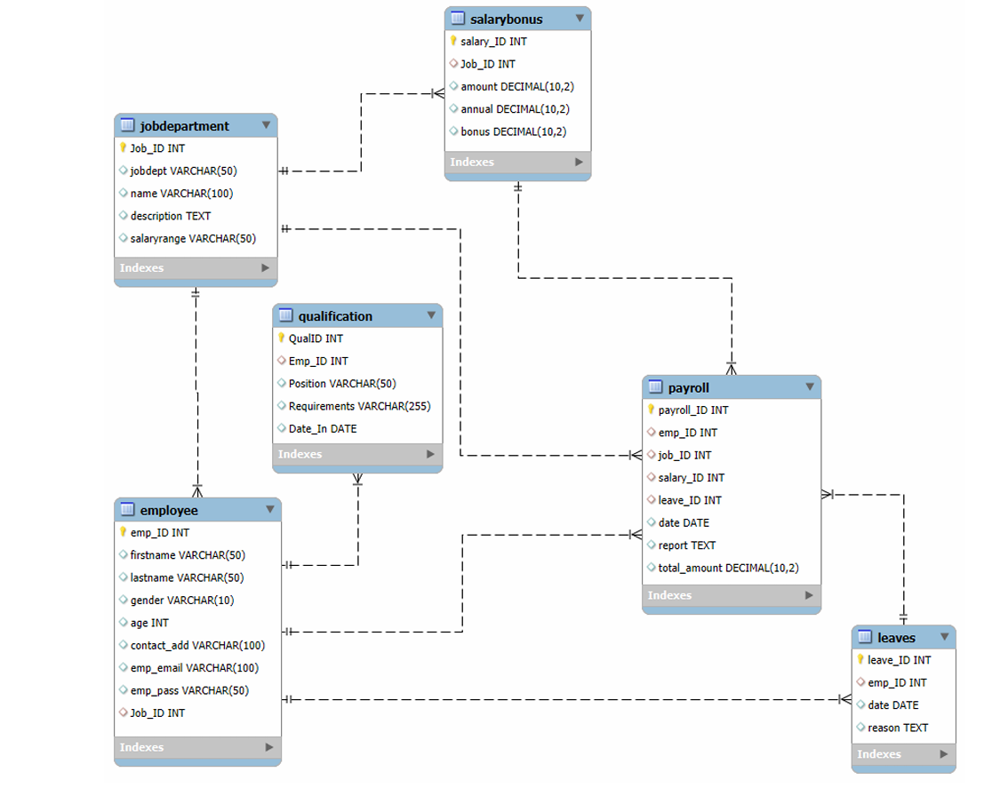 salarybonus
salary_ID INT
Job_ID INT
amount DECIMAL(10,2)
annual DECIMAL(10,2)
bonus DECIMAL(10,2)
Indexes
jobdepartment
Job_ID INT
jobdept VARCHAR(50)
name VARCHAR(100)
description TEXT
salaryrange VARCHAR(50)
Indexes
qualification
QualID INT
Emp_ID INT
Position VARCHAR(50)
Requirements VARCHAR(255)
Date_In DATE
Indexes
payroll
payroll_ID INT
emp_ID INT
job_ID INT
salary_ID INT
leave_ID INT
date DATE
report TEXT
total_amount DECIMAL(10,2)
Indexes
employee
emp_ID INT
firstname VARCHAR(50)
lastname VARCHAR(50)
gender VARCHAR(10)
age INT
contact_add VARCHAR(100)
emp_email VARCHAR(100)
emp_pass VARCHAR(50)
Job_ID INT
Indexes
leaves
leave_ID INT
emp_ID INT
date DATE
reason TEXT
Indexes